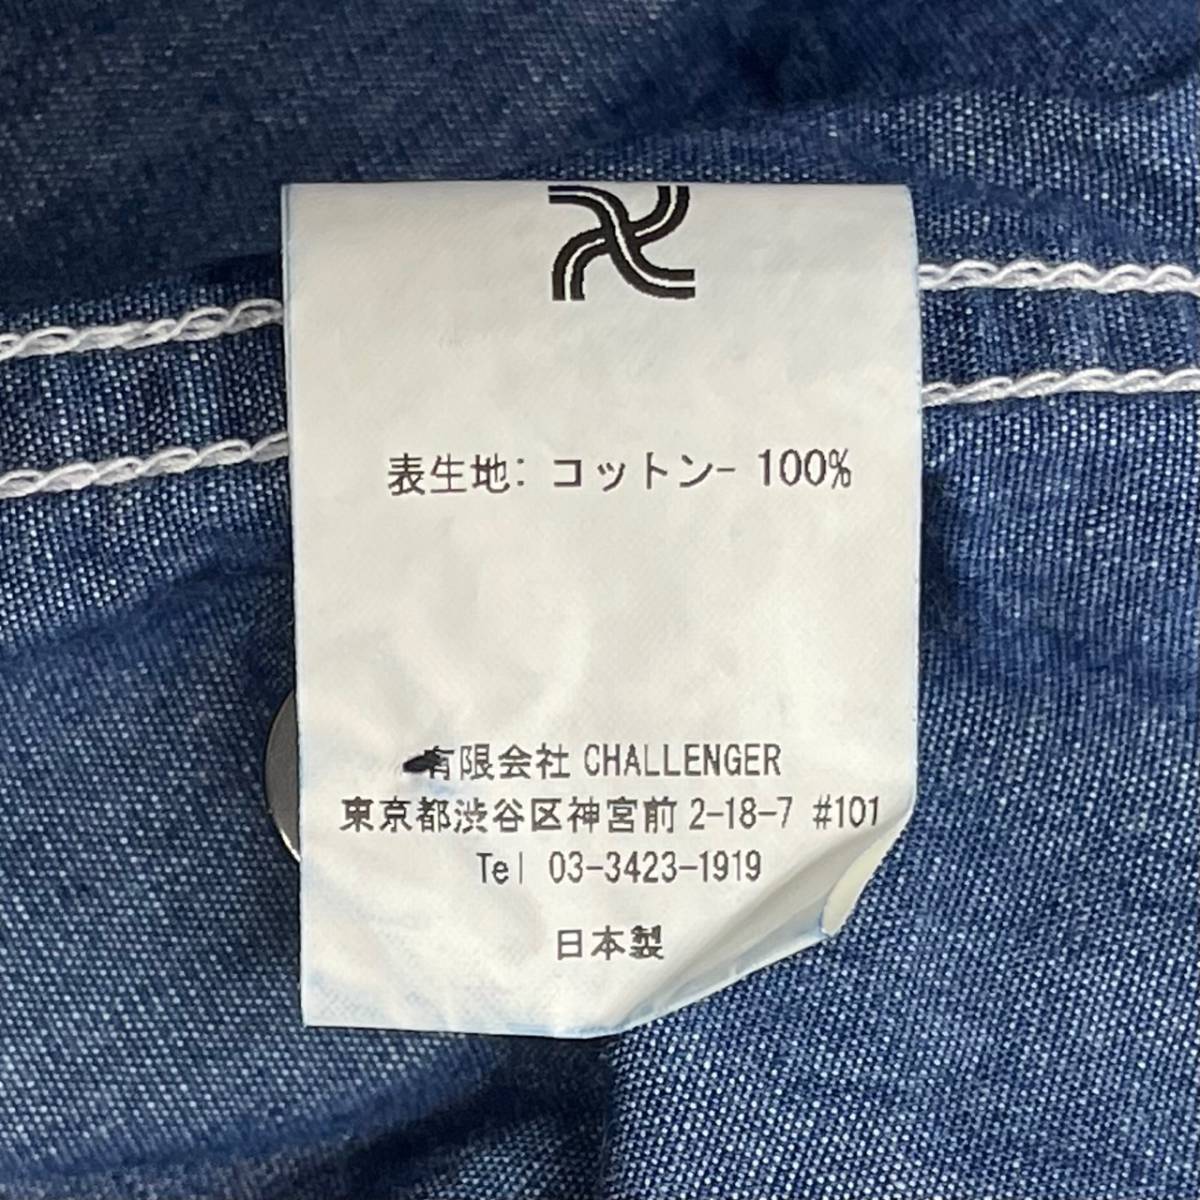 表生地: コットン- 100%
有限会社 CHALLENGER
東京都渋谷区神宮前 2-18-7 #101
Tel 03-3423-1919
日本製